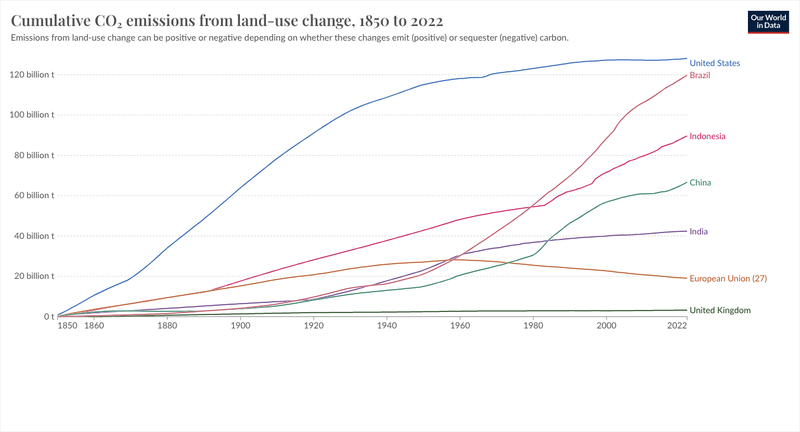 Cumulative CO₂ emissions from land-use change, 1850 to 2022
Our World
in Data
Emissions from land-use change can be positive or negative depending on whether these changes emit (positive) or sequester (negative) carbon.
United States
120 billion t
Brazil
100 billion t
Indonesia
80 billion t
China
60 billion t
India
40 billion t
20 billion t
European Union (27)
United Kingdom
0 t
1850 1860 1880 1900 1920 1940 1960 1980 2000 2022